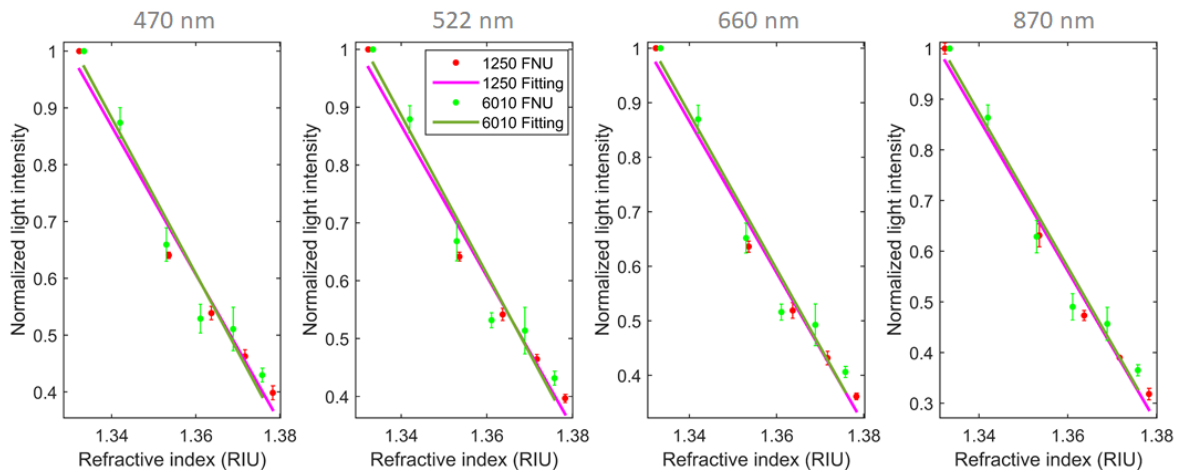 470 nm
522 nm
660 nm
870 nm
Normalized light intensity
1
0.9
0.8
0.7
0.6
0.5
0.4
1.34
1.36
1.38
Refractive index (RIU)
Normalized light intensity
1
0.9
0.8
0.7
0.6
0.5
0.4
1250 FNU
1250 Fitting
6010 FNU
6010 Fitting
1.34
1.36
1.38
Refractive index (RIU)
Normalized light intensity
1
0.9
0.8
0.7
0.6
0.5
0.4
1.34
1.36
1.38
Refractive index (RIU)
Normalized light intensity
1
0.9
0.8
0.7
0.6
0.5
0.4
0.3
1.34
1.36
1.38
Refractive index (RIU)